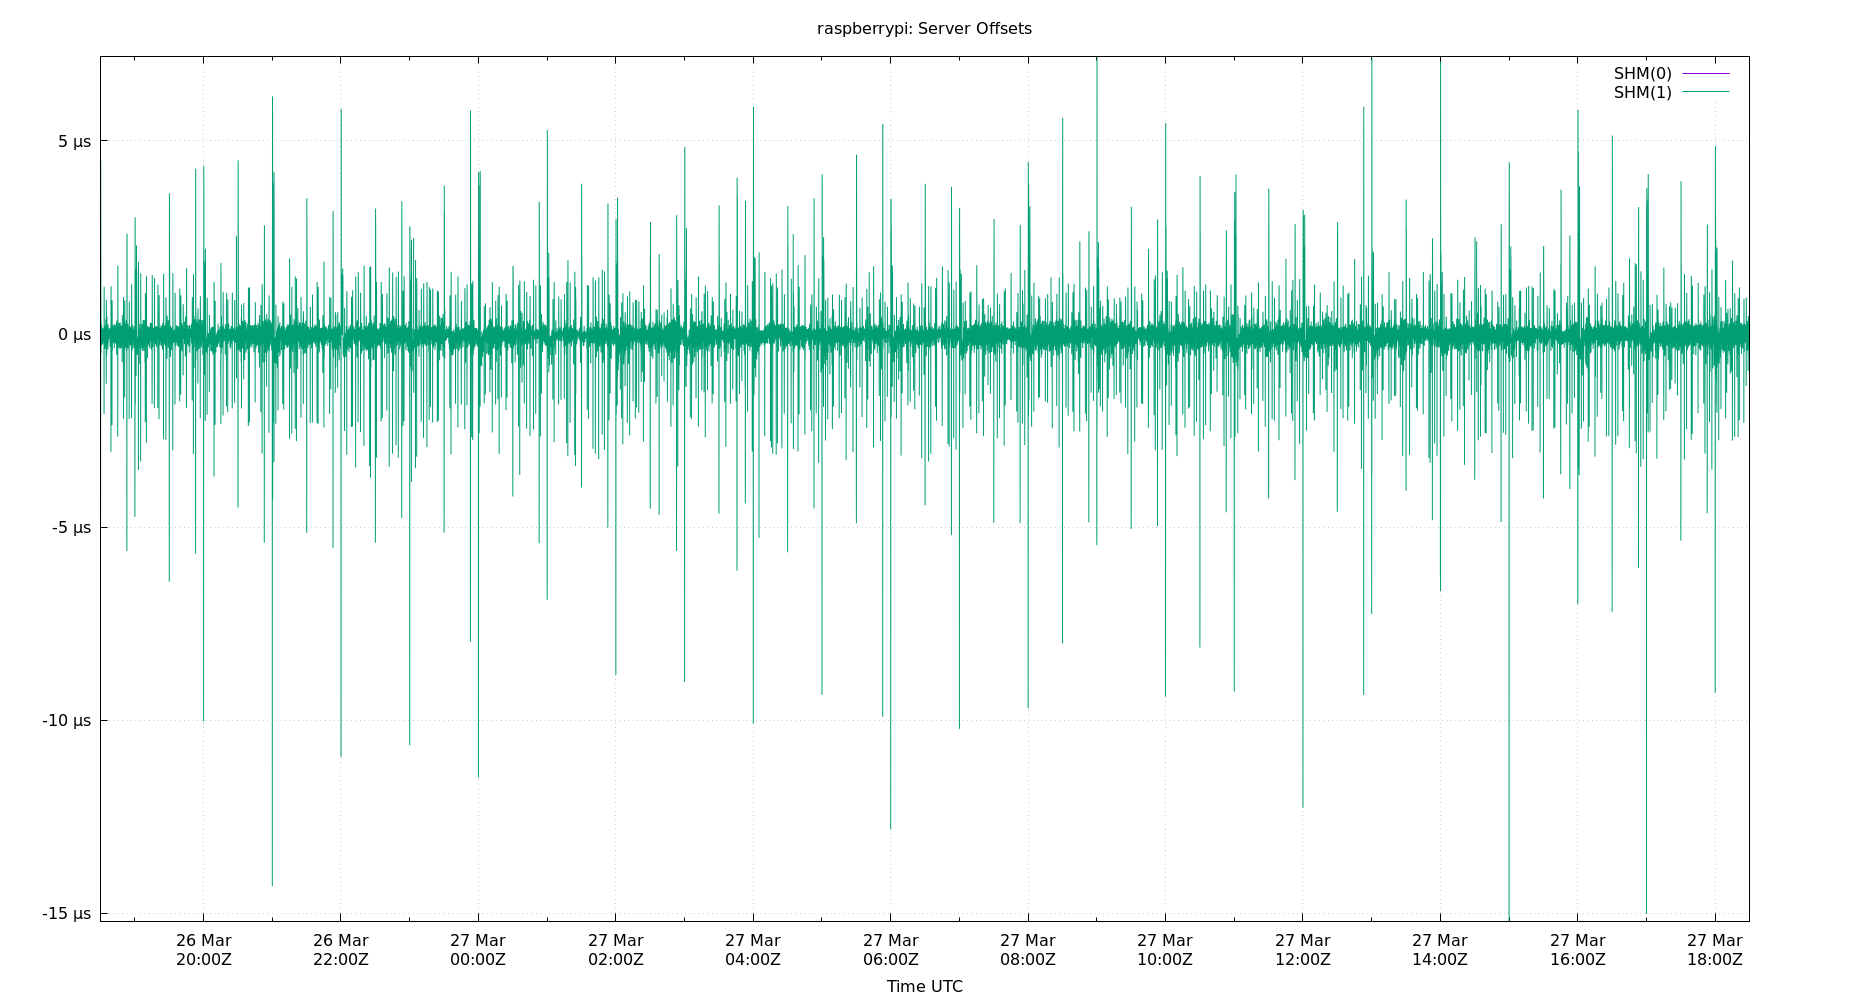 raspberrypi: Server Offsets
SHM(0)
SHM(1)
5 µs
0 µs
-5 µs
-10 µs
-15 µs
26 Mar 26 Mar 27 Mar 27 Mar 27 Mar 27 Mar 27 Mar 27 Mar 27 Mar 27 Mar 27 Mar 27 Mar
20:00Z 22:00Z 00:00Z 02:00Z 04:00Z 06:00Z 08:00Z 10:00Z 12:00Z 14:00Z 16:00Z 18:00Z
Time UTC